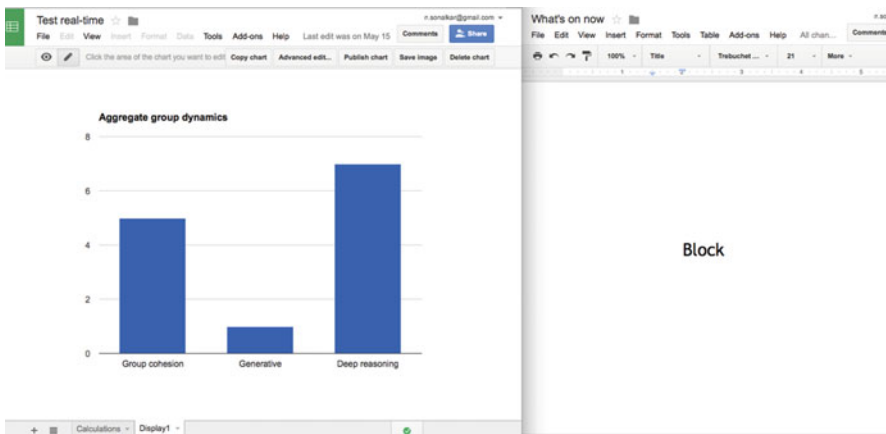 Test real-time
r.sonalkar@gmail.com
File Edit View Insert Format Data Tools Add-ons Help Last edit was on May 15 Comments Share
Click the area of the chart you want to edit Copy chart Advanced edit... Publish chart Save image Delete chart
Aggregate group dynamics
8
6
4
2
0
Group cohesion Generative Deep reasoning
+ Calculations Display1
What's on now
File Edit View Insert Format Tools Table Add-ons Help All chan... Comments
100% Title Trebuchet ... 21 More
1 3 4 5
Block